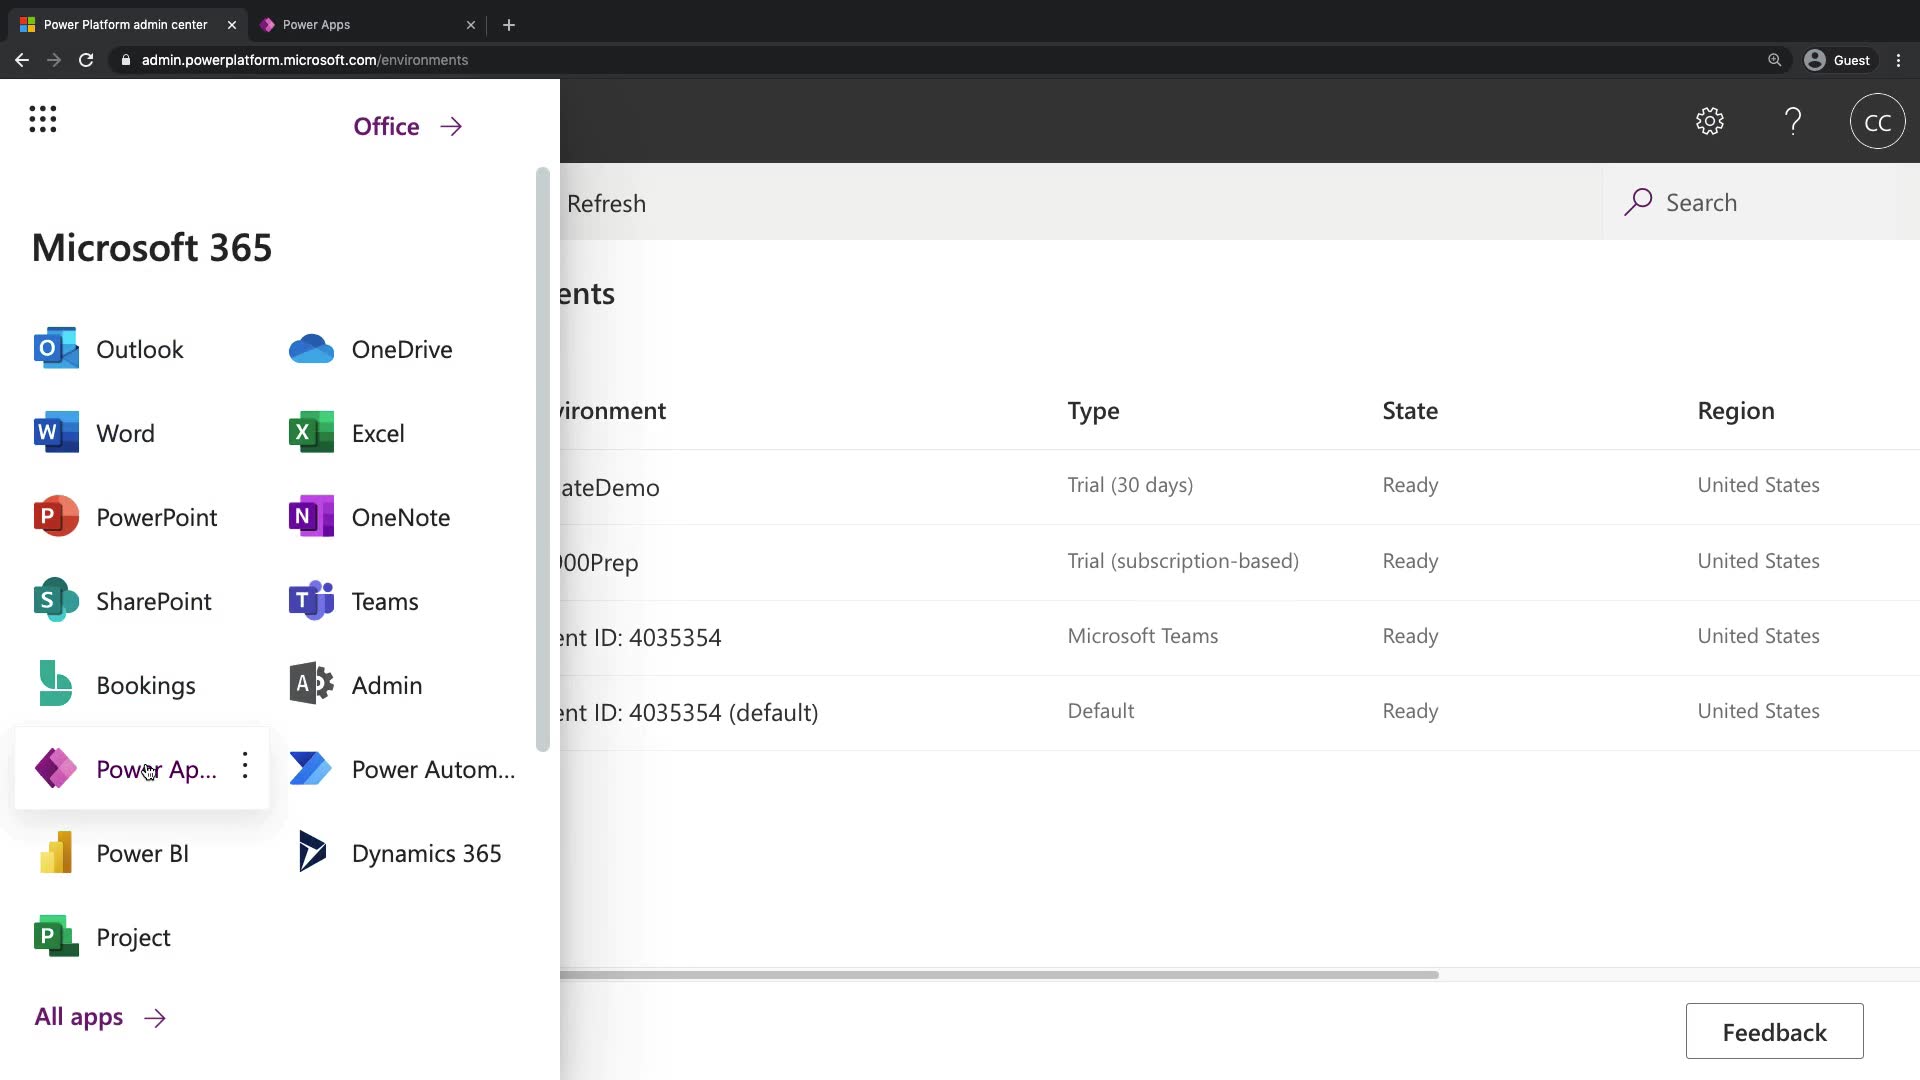 Power Platform admin center
Power Apps
admin.powerplatform.microsoft.com/environments
Guest
Office
CC
Refresh
Search
Microsoft 365
ents
Outlook
OneDrive
Word
Excel
PowerPoint
OneNote
SharePoint
Teams
Bookings
Admin
Power Ap...
Power Autom...
Power BI
Dynamics 365
Project
All apps
vironment Type State Region
ateDemo Trial (30 days) Ready United States
00Prep Trial (subscription-based) Ready United States
ent ID: 4035354 Microsoft Teams Ready United States
ent ID: 4035354 (default) Default Ready United States
Feedback